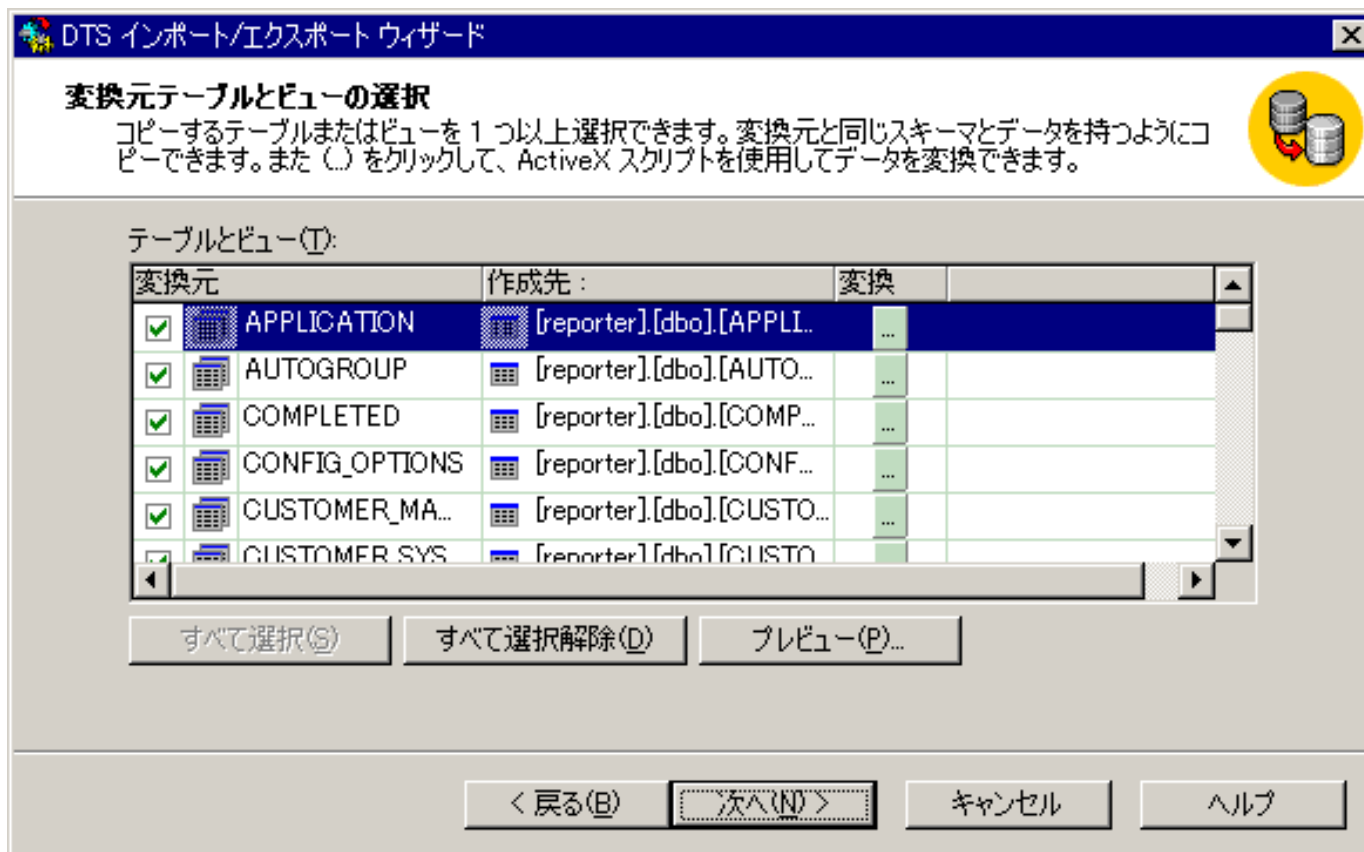 DTS インポート/エクスポート ウィザード
変換元テーブルとビューの選択
コピーするテーブルまたはビューを 1 つ以上選択できます。変換元と同じスキーマとデータを持つようにコ
ピーできます。また (...) をクリックして、ActiveX スクリプトを使用してデータを変換できます。
テーブルとビュー(T):
変換元 作成先 : 変換
APPLICATION [reporter].[dbo].[APPLI... ...
AUTOGROUP [reporter].[dbo].[AUTO... ...
COMPLETED [reporter].[dbo].[COMP... ...
CONFIG_OPTIONS [reporter].[dbo].[CONF... ...
CUSTOMER_MA... [reporter].[dbo].[CUSTO... ...
CUSTOMER_SYS [reporter].[dbo].[CUSTO
すべて選択(S) すべて選択解除(D) プレビュー(P)...
< 戻る(B) 次へ(N) > キャンセル ヘルプ